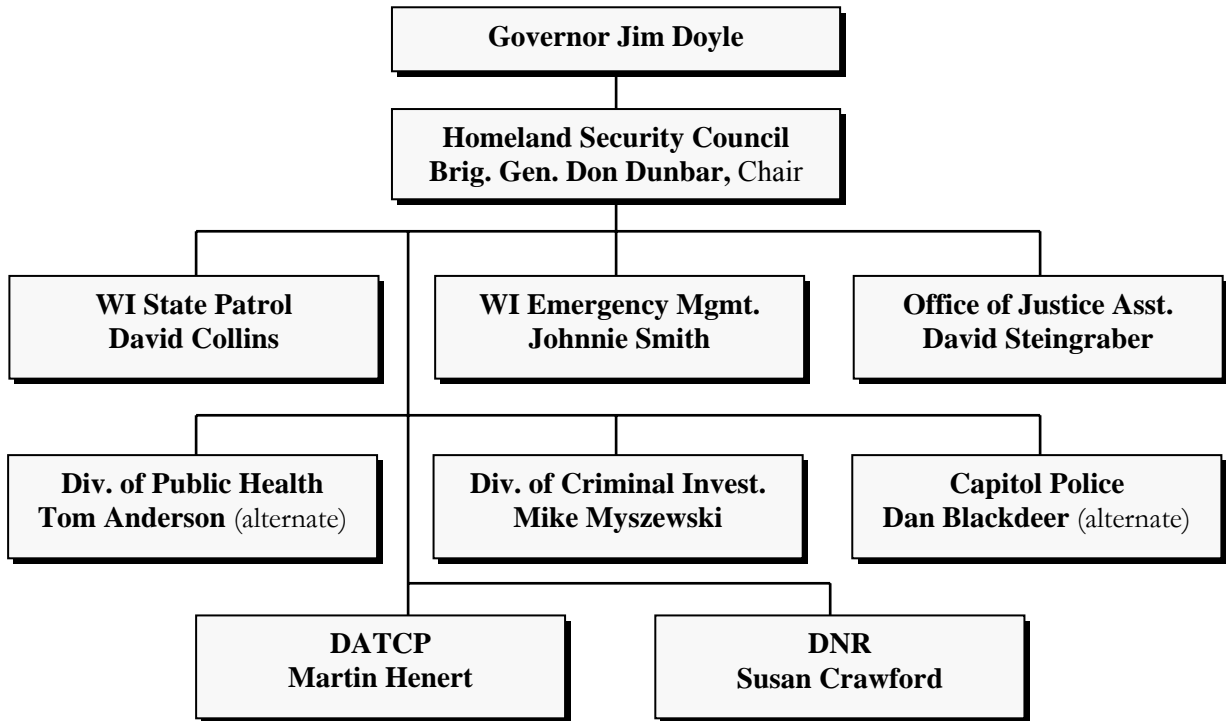 Governor Jim Doyle
Homeland Security Council
Brig. Gen. Don Dunbar, Chair
WI State Patrol
David Collins
WI Emergency Mgmt.
Johnnie Smith
Office of Justice Asst.
David Steingraber
Div. of Public Health
Tom Anderson (alternate)
Div. of Criminal Invest.
Mike Myszewski
Capitol Police
Dan Blackdeer (alternate)
DATCP
Martin Henert
DNR
Susan Crawford